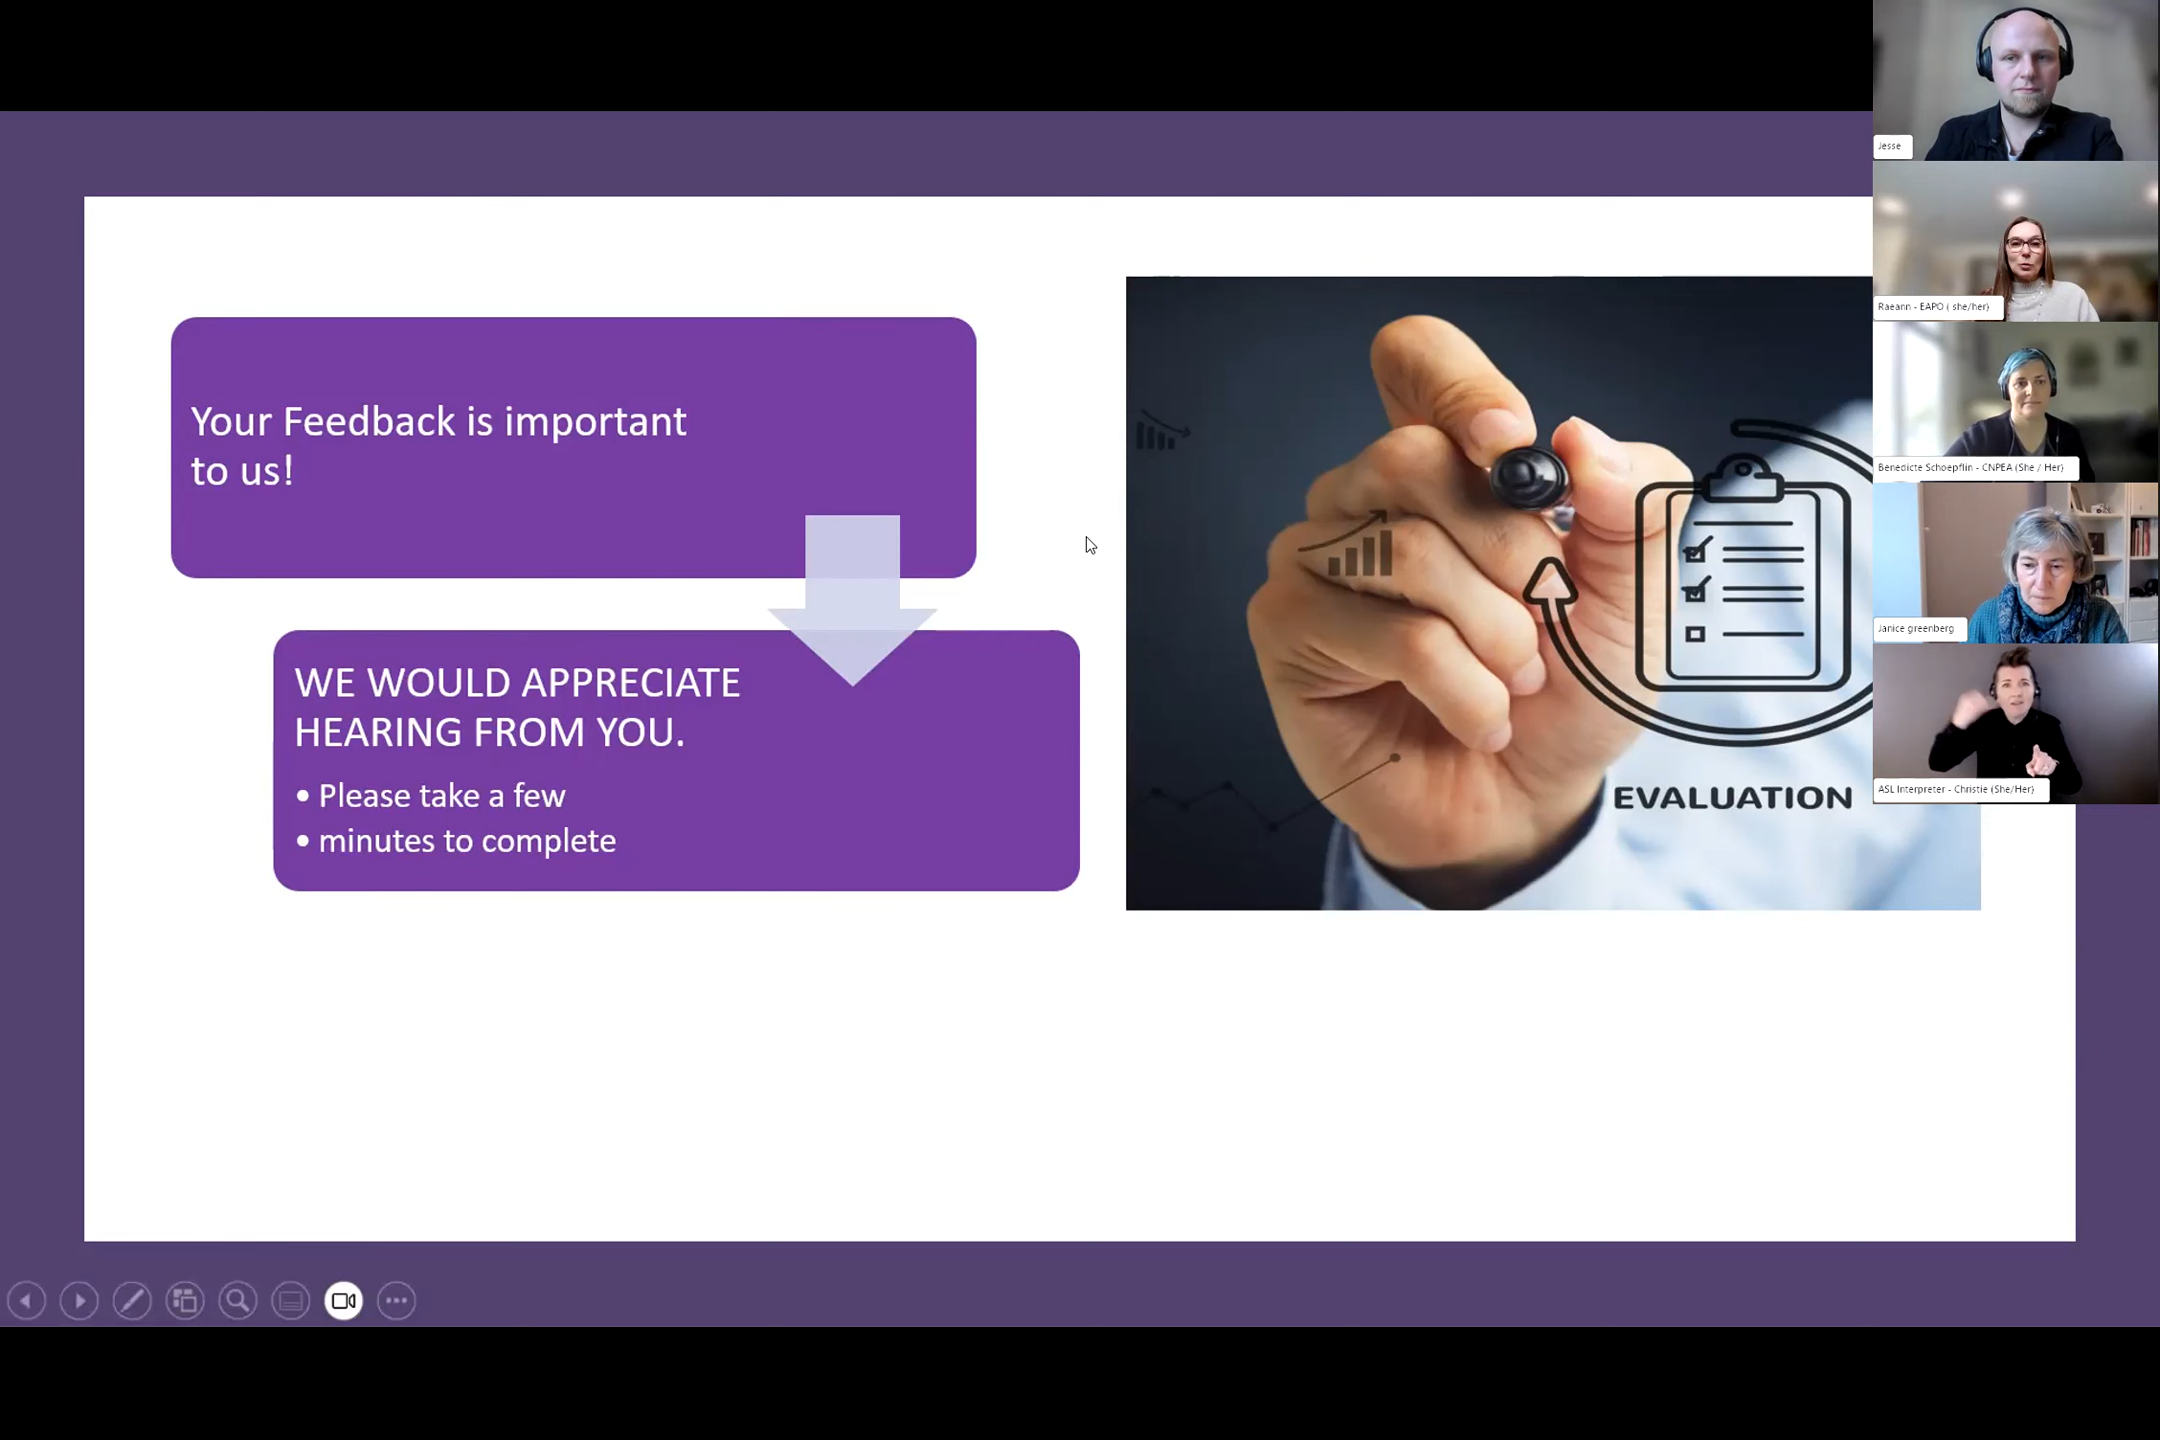 Your Feedback is important
to us!
WE WOULD APPRECIATE
HEARING FROM YOU.
• Please take a few
• minutes to complete
EVALUATION
Jesse
Raeann - EAPO ( she/her)
Benedicte Schoepflin - CNPEA (She / Her)
Janice greenberg
ASL Interpreter - Christie (She/Her)